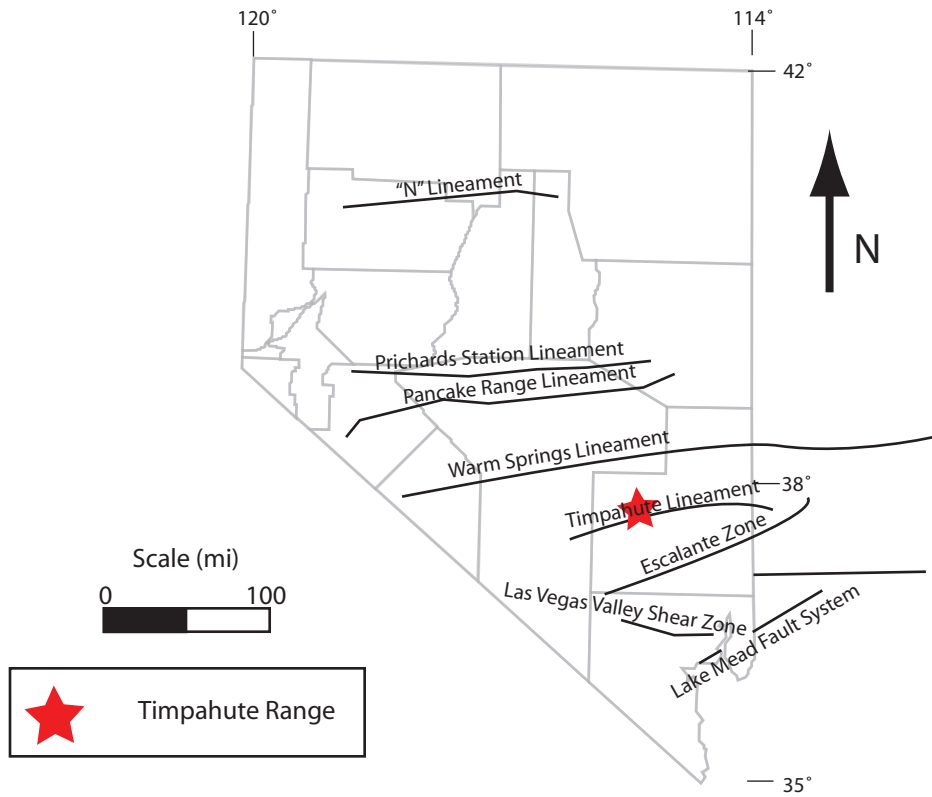 120˚
114˚
42˚
“N” Lineament
N
Prichards Station Lineament
Pancake Range Lineament
Warm Springs Lineament
38˚
Timpahute Lineament
Escalante Zone
Scale (mi)
0
100
Las Vegas Valley Shear Zone
Lake Mead Fault System
Timpahute Range
35˚